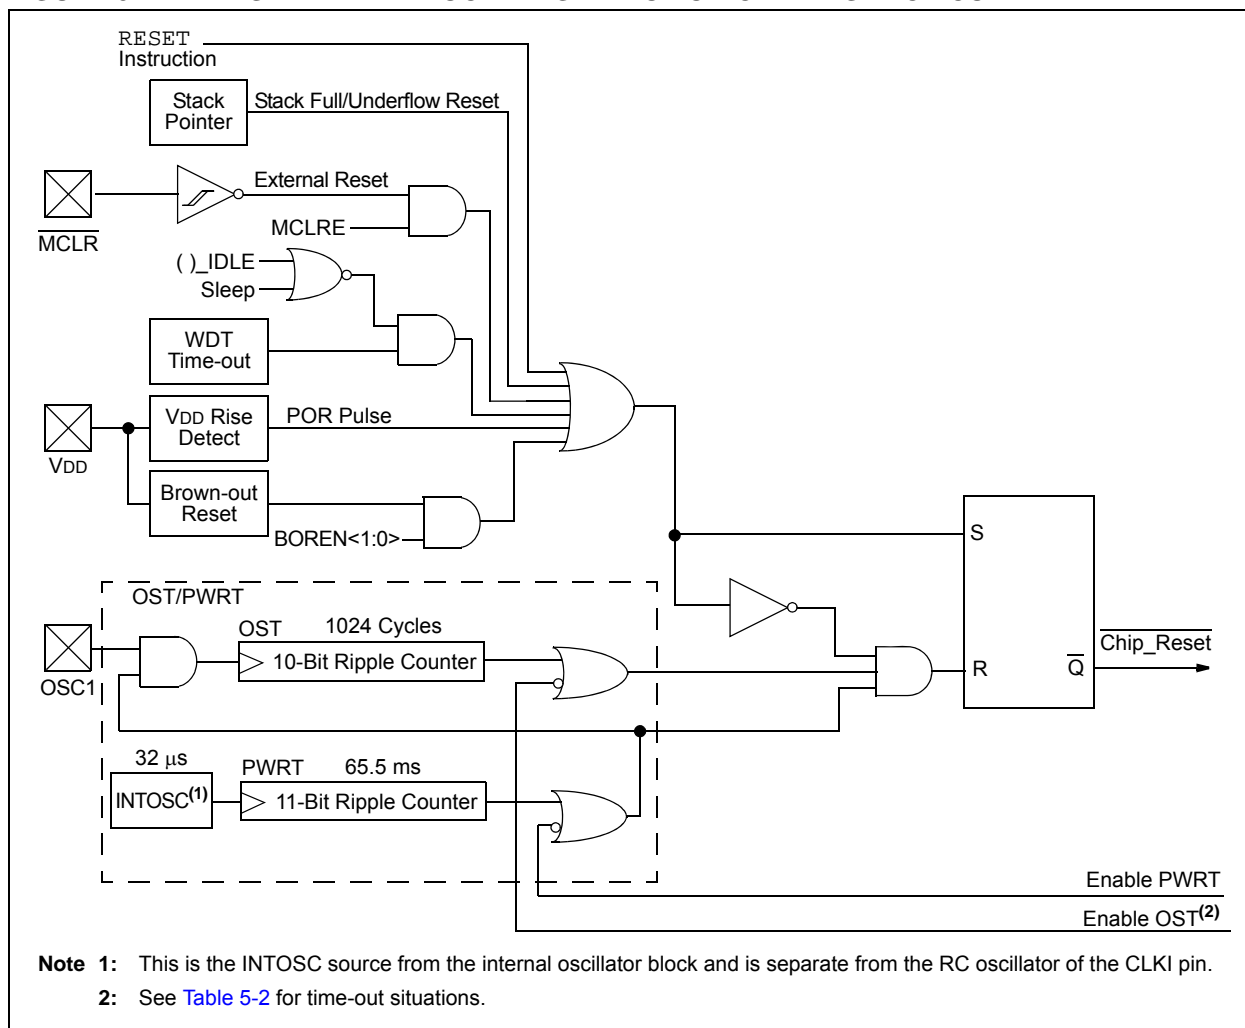 RESET
Instruction
Stack
Pointer
Stack Full/Underflow Reset
External Reset
MCLR
MCLRE
( )_IDLE
Sleep
WDT
Time-out
VDD
VDD Rise
Detect
POR Pulse
Brown-out
Reset
BOREN<1:0>
S
R
Q
Chip_Reset
OST/PWRT
OSC1
OST
1024 Cycles
10-Bit Ripple Counter
32 μs
INTOSC(1)
PWRT
65.5 ms
11-Bit Ripple Counter
Enable PWRT
Enable OST(2)
Note 1: This is the INTOSC source from the internal oscillator block and is separate from the RC oscillator of the CLKI pin.
2: See Table 5-2 for time-out situations.